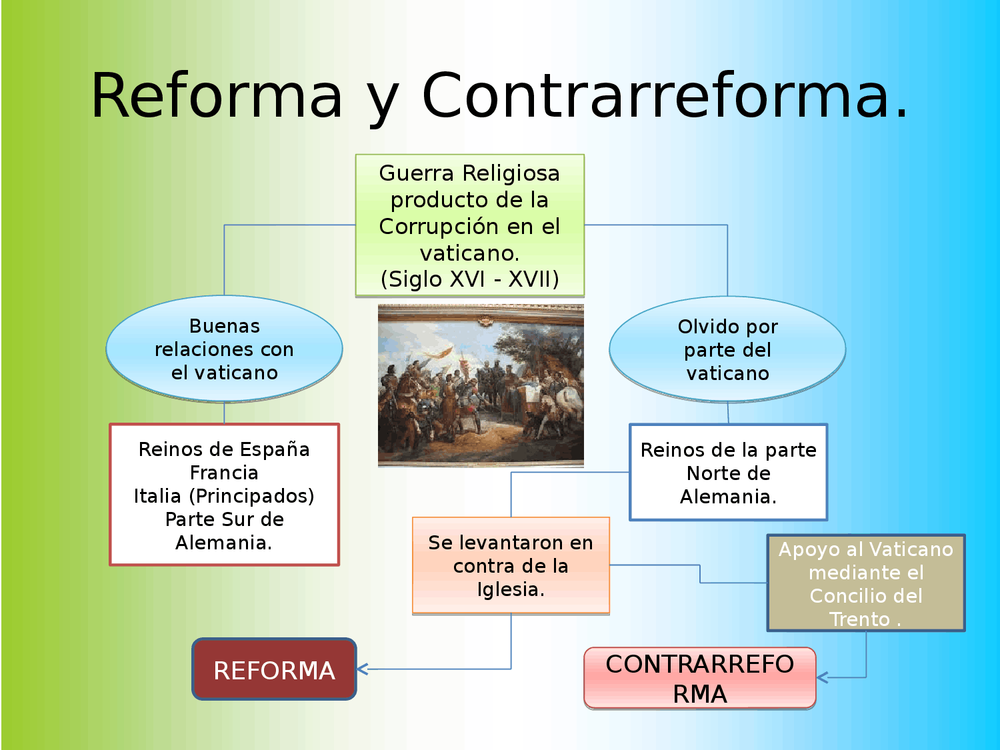 Reforma y Contrarreforma.
Guerra Religiosa
producto de la
Corrupción en el
vaticano.
(Siglo XVI - XVII)
Buenas
relaciones con
el vaticano
Olvido por
parte del
vaticano
Reinos de España
Francia
Italia (Principados)
Parte Sur de
Alemania.
Reinos de la parte
Norte de
Alemania.
Se levantaron en
contra de la
Iglesia.
Apoyo al Vaticano
mediante el
Concilio del
Trento .
REFORMA
CONTRARREFO
RMA